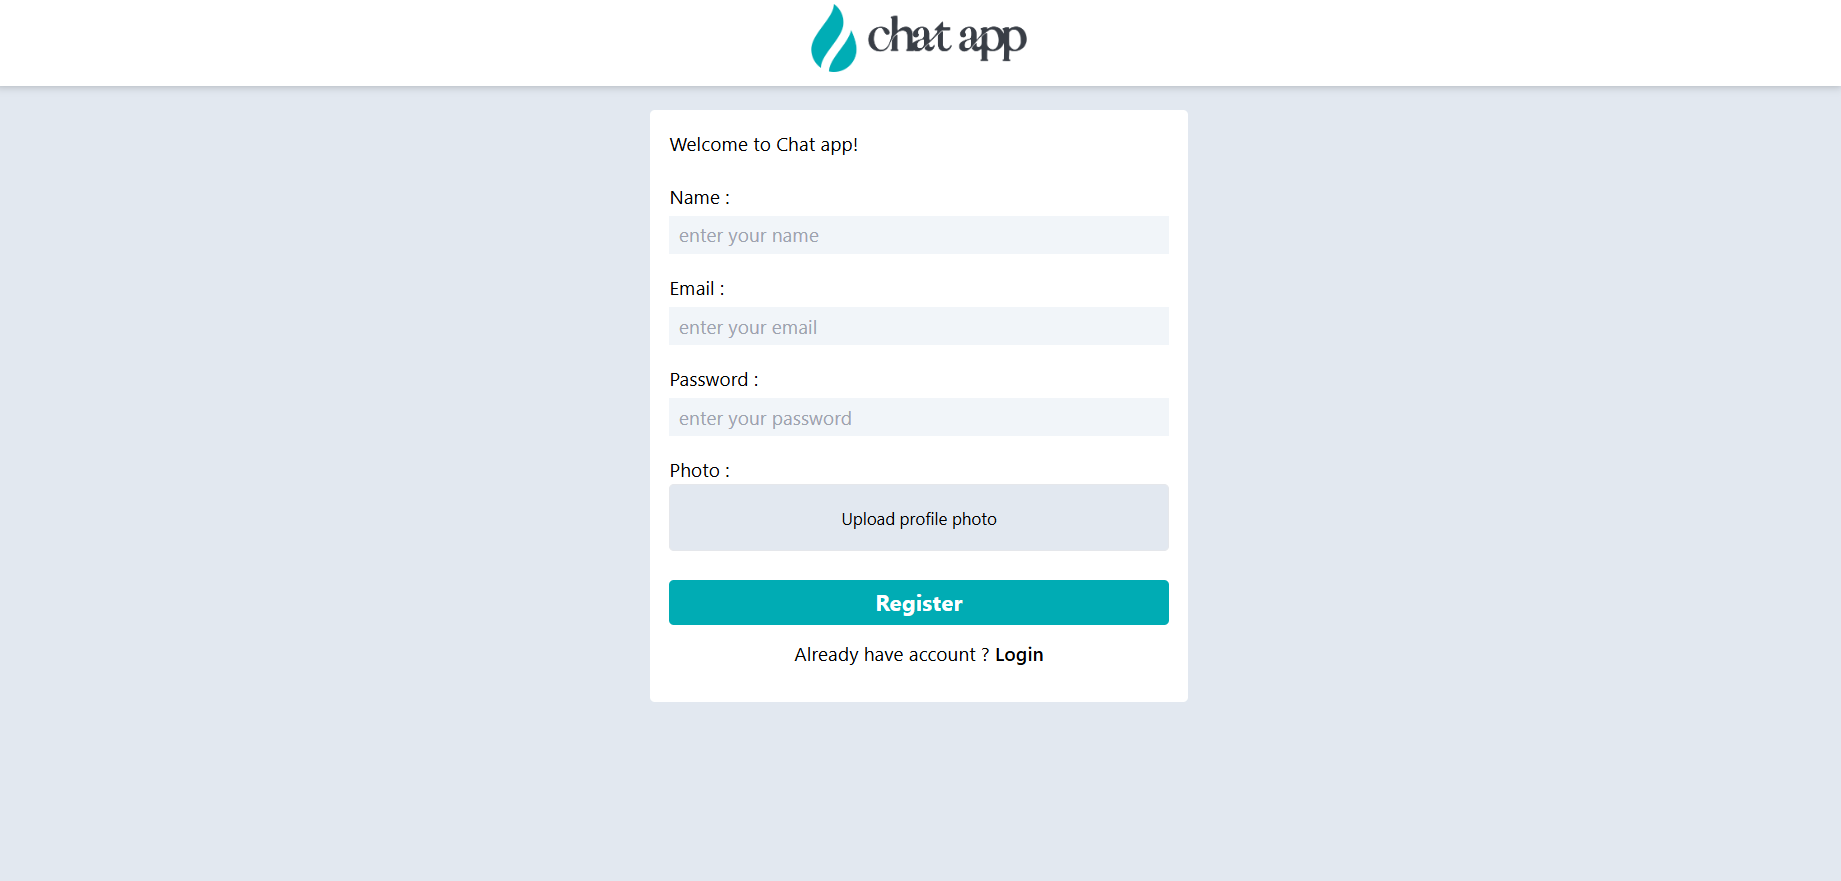 chat app
Welcome to Chat app!
Name :
enter your name
Email :
enter your email
Password :
enter your password
Photo :
Upload profile photo
Register
Already have account ? Login